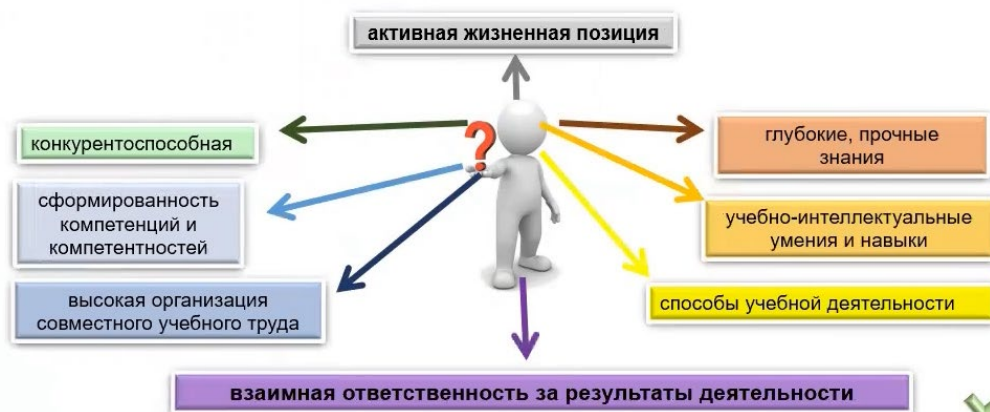 активная жизненная позиция
конкурентоспособная
сформированность
компетенций и
компетентностей
высокая организация
совместного учебного труда
?
глубокие, прочные
знания
учебно-интеллектуальные
умения и навыки
способы учебной деятельности
взаимная ответственность за результаты деятельности